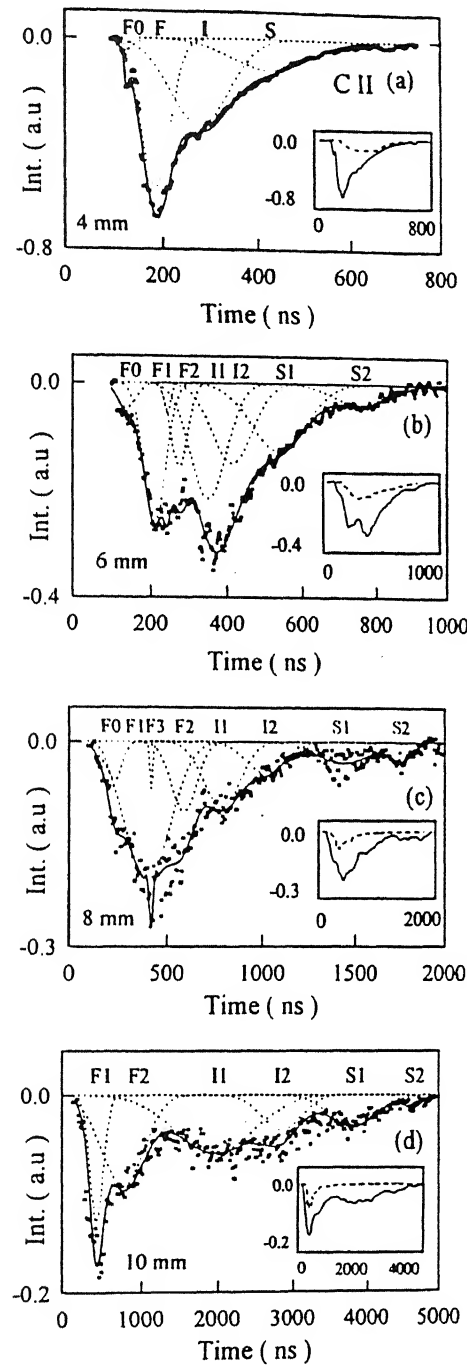 F0 F I S
0.0
C II (a)
Int. ( a.u )
0.0
-0.8
0 800
4 mm
-0.8
0 200 400 600 800
Time ( ns )
F0 F1 F2 I1 I2 S1 S2
0.0
(b)
Int. ( a.u )
0.0
-0.4
0 1000
6 mm
-0.4
0 200 400 600 800 1000
Time ( ns )
F0 F1F3 F2 I1 I2 S1 S2
0.0
(c)
Int. ( a.u )
0.0
-0.3
0 2000
8 mm
-0.3
0 500 1000 1500 2000
Time ( ns )
F1 F2 I1 I2 S1 S2
0.0
(d)
Int. ( a.u )
0.0
-0.2
0 2000 4000
10 mm
-0.2
0 1000 2000 3000 4000 5000
Time ( ns )